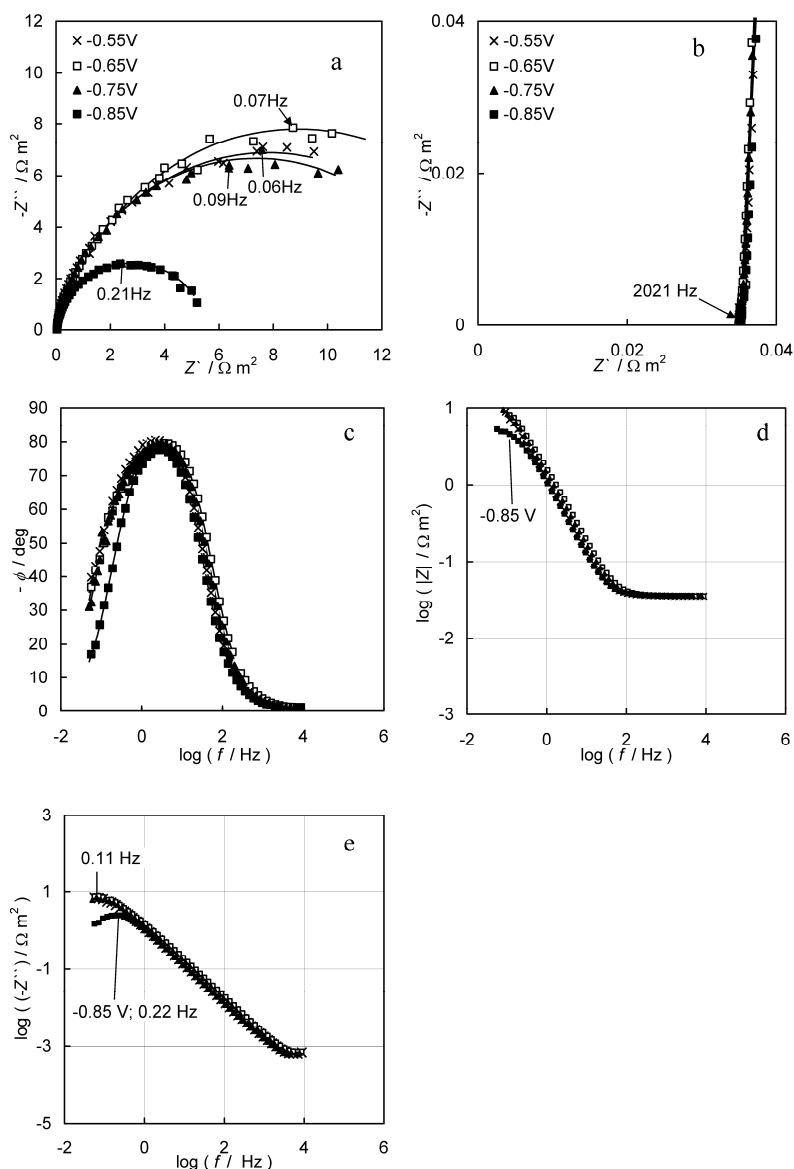 a
-0.55V
-0.65V
-0.75V
-0.85V
0.07Hz
0.06Hz
0.09Hz
0.21Hz
12
10
8
6
4
2
0
0 2 4 6 8 10 12
-Z`` / Ω m²
Z` / Ω m²
b
-0.55V
-0.65V
-0.75V
-0.85V
2021 Hz
0.04
0.02
0
0 0.02 0.04
-Z`` / Ω m²
Z` / Ω m²
c
90
80
70
60
50
40
30
20
10
0
-2 0 2 4 6
- ϕ / deg
log ( f / Hz )
d
-0.85 V
1
0
-1
-2
-3
-2 0 2 4 6
log ( |Z| / Ω m²)
log ( f / Hz )
e
0.11 Hz
-0.85 V; 0.22 Hz
3
1
-1
-3
-5
-2 0 2 4 6
log ( (-Z``) / Ω m²)
log ( f / Hz )